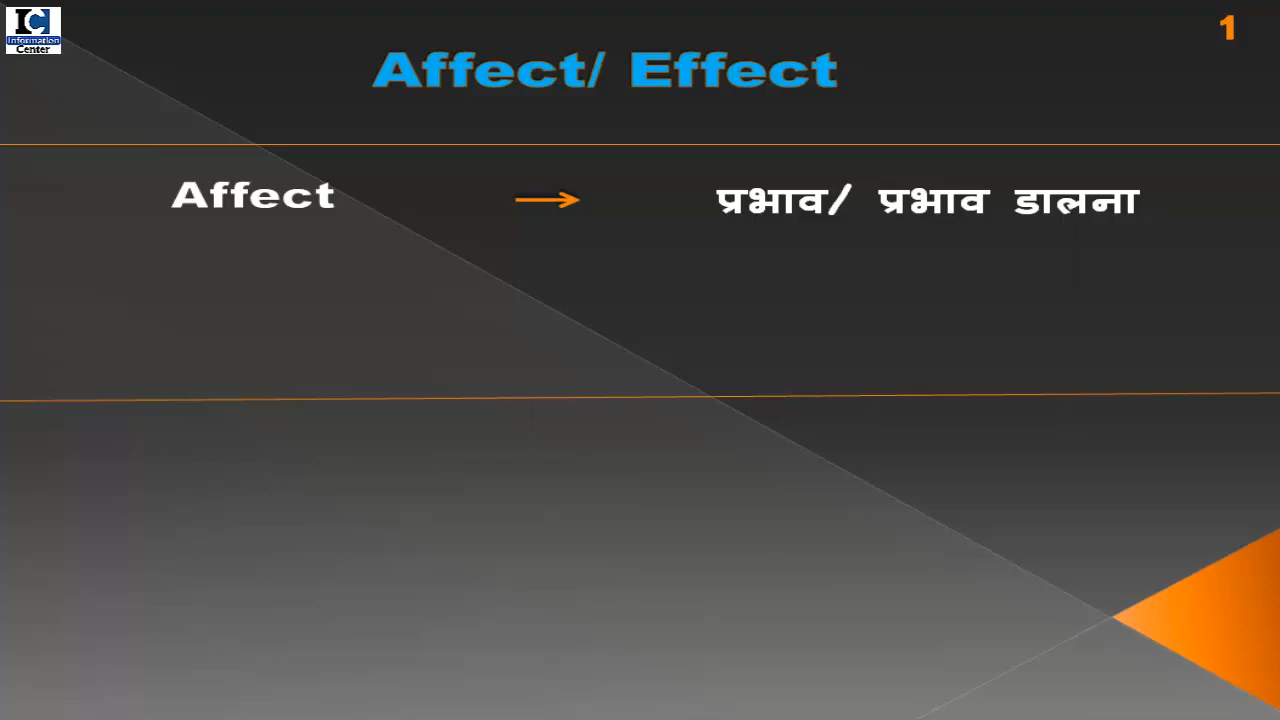 IC
Information
Center
1
Affect/ Effect
Affect → प्रभाव/ प्रभाव डालना